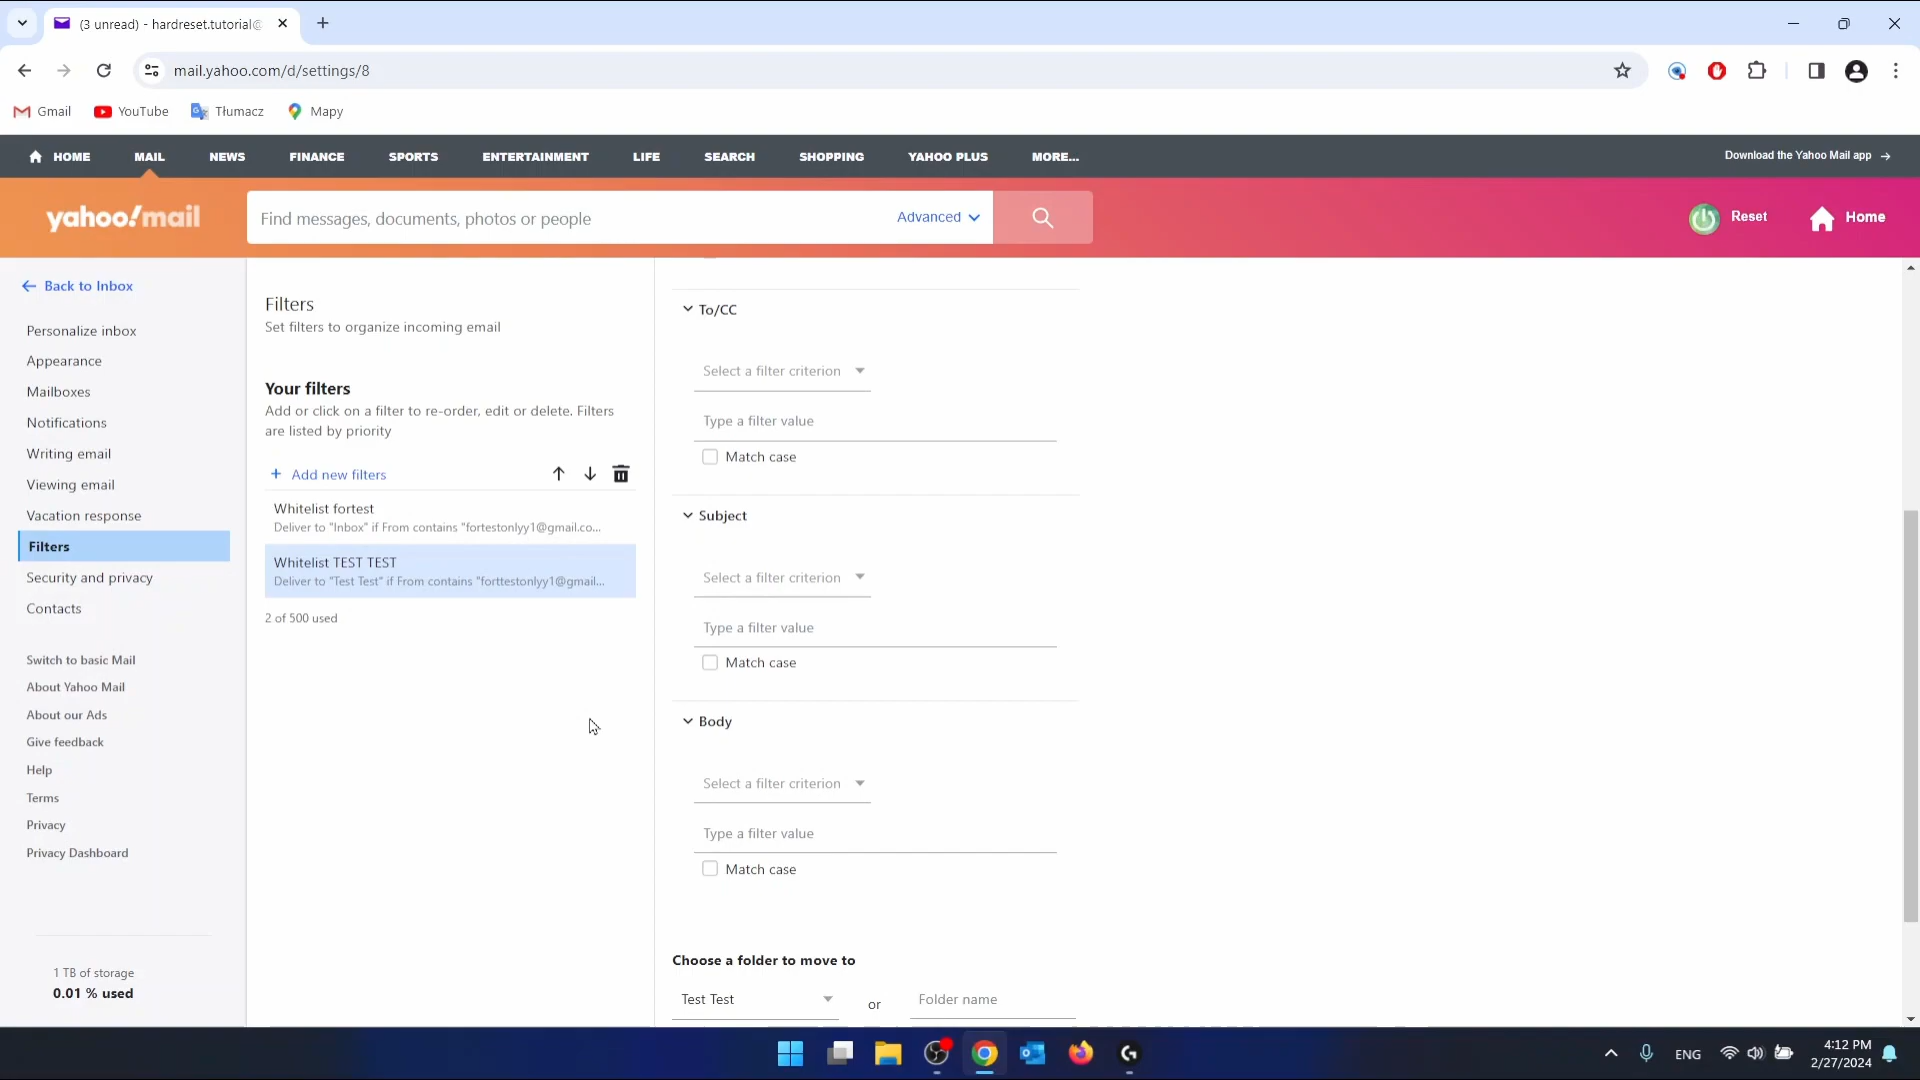 (3 unread) - hardreset.tutorial@
mail.yahoo.com/d/settings/8
Gmail
YouTube
Tłumacz
Mapy
HOME
MAIL
NEWS
FINANCE
SPORTS
ENTERTAINMENT
LIFE
SEARCH
SHOPPING
YAHOO PLUS
MORE...
Download the Yahoo Mail app →
yahoo!mail
Find messages, documents, photos or people
Advanced
Reset
Home
Back to Inbox
Personalize inbox
Appearance
Mailboxes
Notifications
Writing email
Viewing email
Vacation response
Filters
Security and privacy
Contacts
Switch to basic Mail
About Yahoo Mail
About our Ads
Give feedback
Help
Terms
Privacy
Privacy Dashboard
1 TB of storage
0.01 % used
Filters
Set filters to organize incoming email
Your filters
Add or click on a filter to re-order, edit or delete. Filters
are listed by priority
+ Add new filters
Whitelist fortest
Deliver to "Inbox" if From contains "fortestonlyy1@gmail.co...
Whitelist TEST TEST
Deliver to "Test Test" if From contains "forttestonlyy1@gmail...
2 of 500 used
To/CC
Select a filter criterion
Type a filter value
Match case
Subject
Select a filter criterion
Type a filter value
Match case
Body
Select a filter criterion
Type a filter value
Match case
Choose a folder to move to
Test Test
or
Folder name
ENG
4:12 PM
2/27/2024